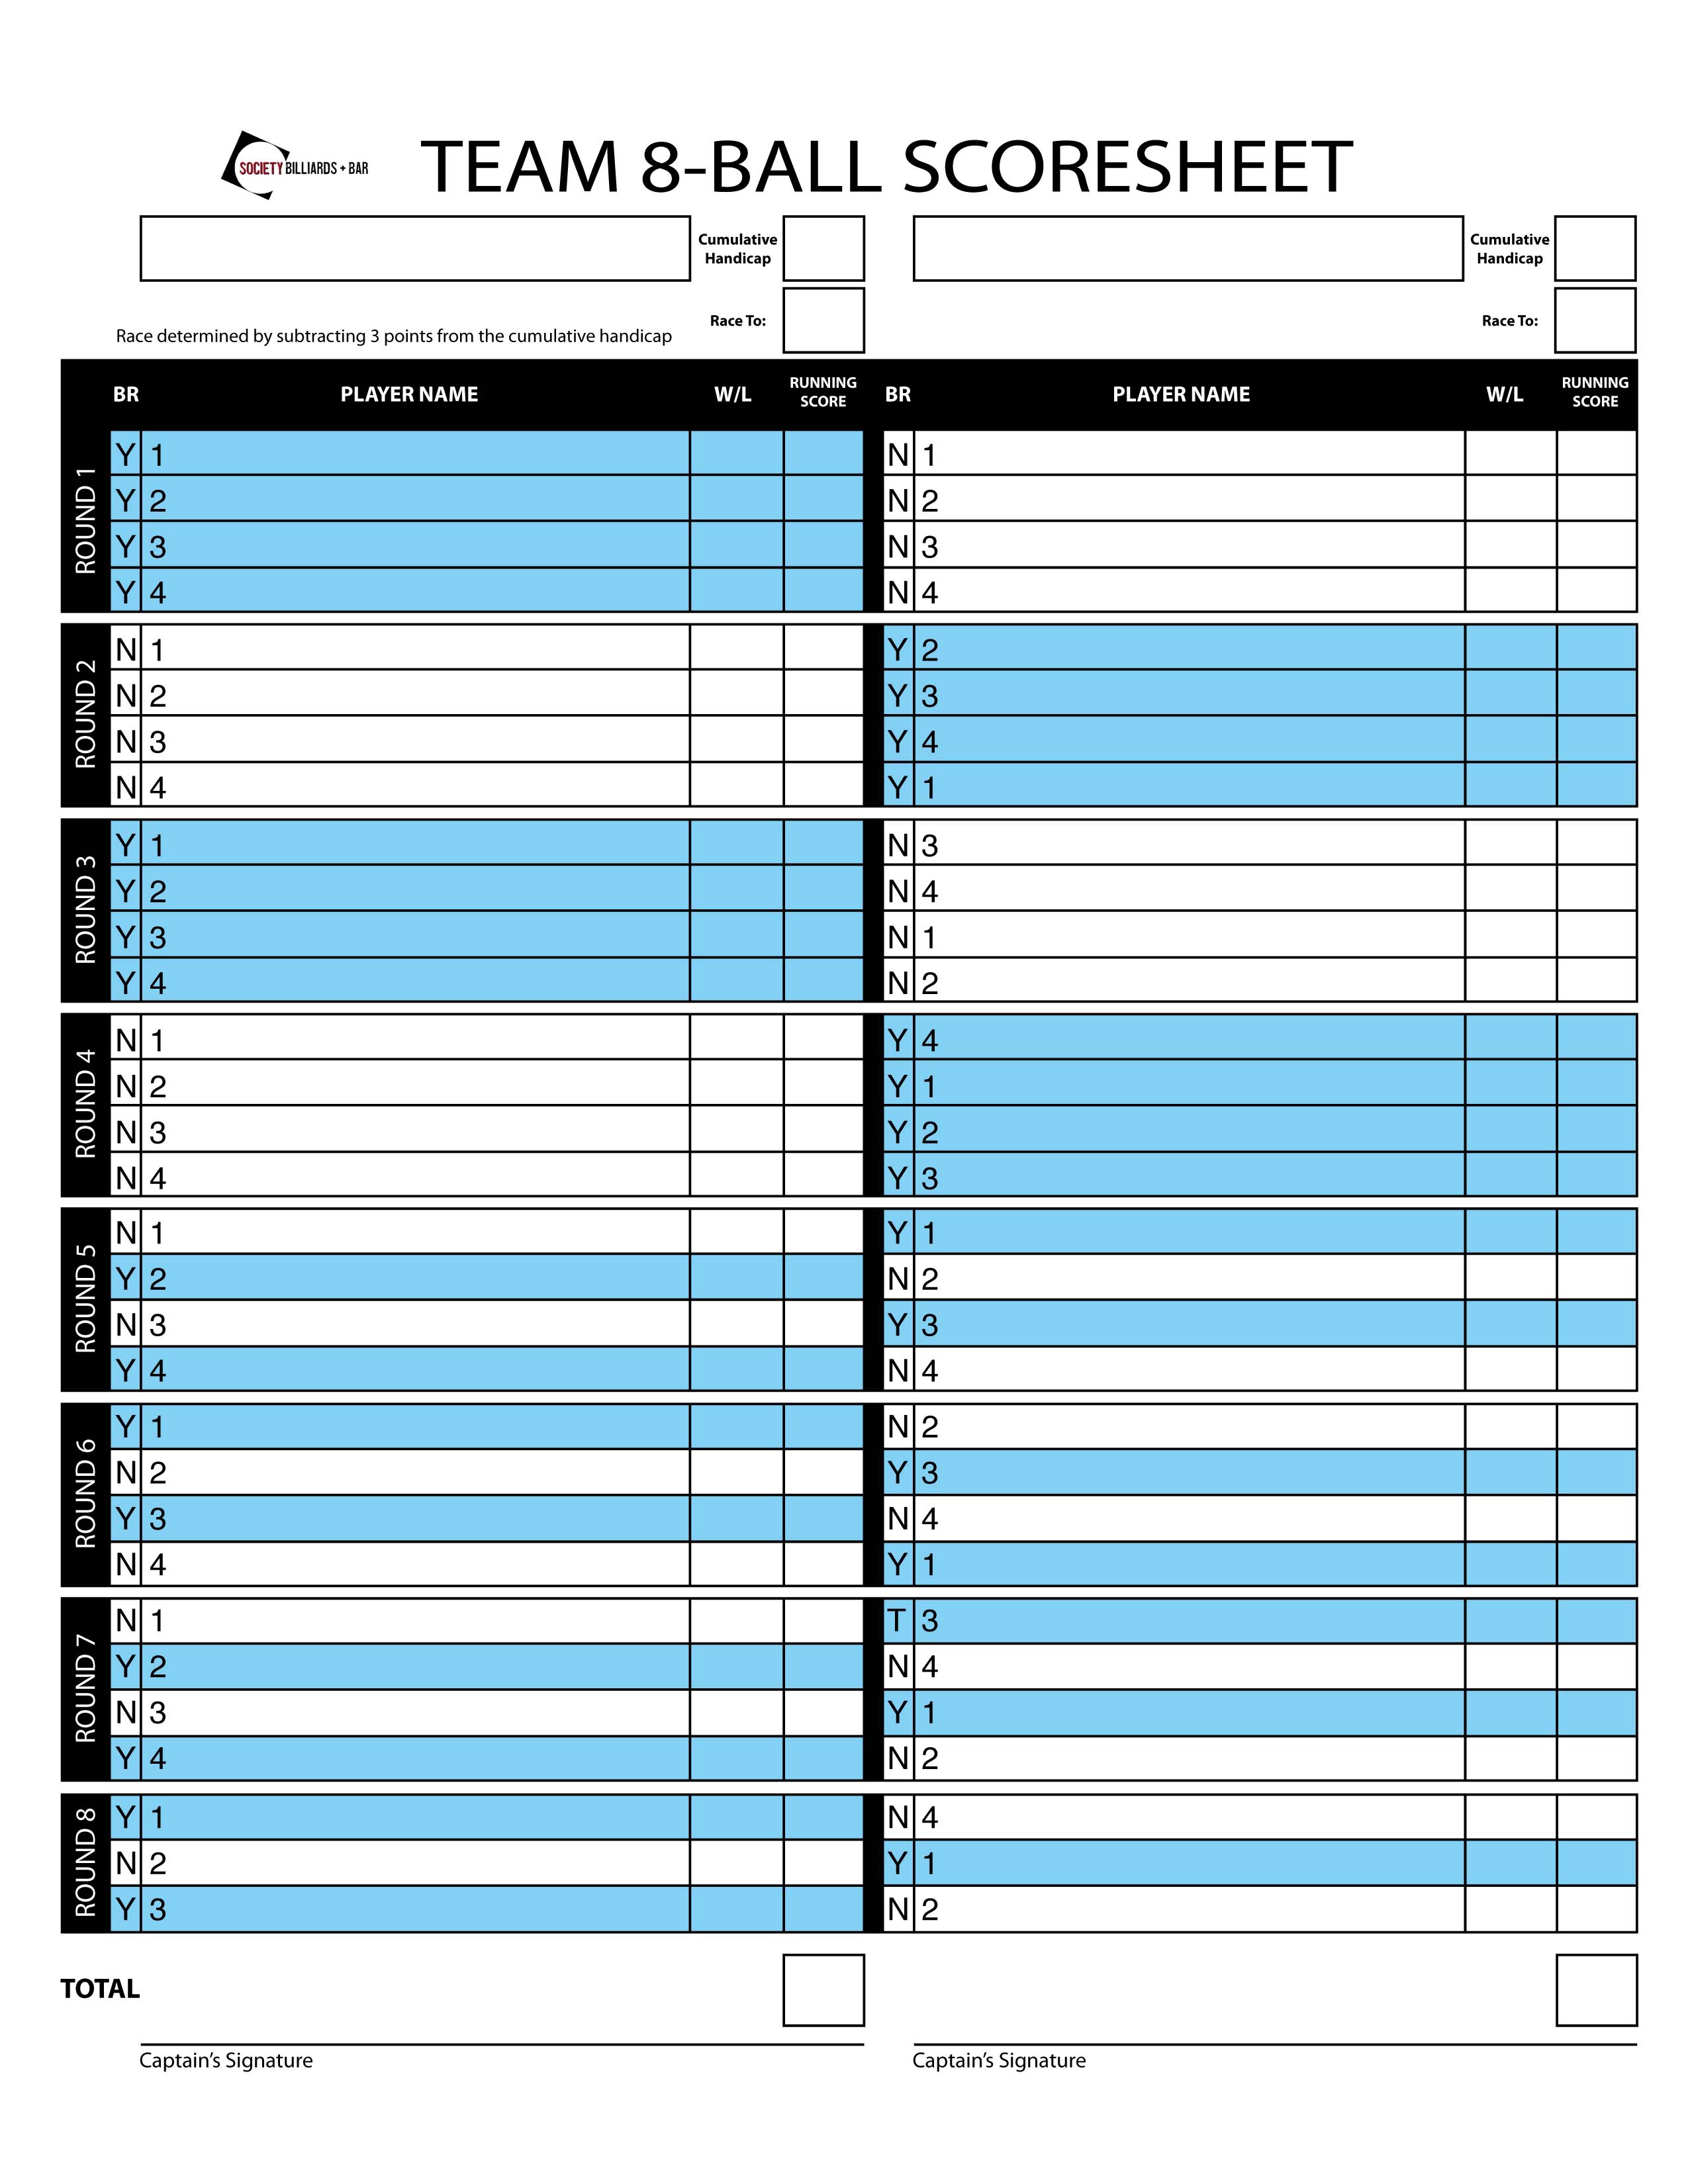 SOCIETY BILLIARDS + BAR
TEAM 8-BALL SCORESHEET
Cumulative Handicap Cumulative Handicap
Race determined by subtracting 3 points from the cumulative handicap Race To: Race To:
BR PLAYER NAME W/L RUNNING SCORE BR PLAYER NAME W/L RUNNING SCORE
ROUND 1
Y 1 N 1
Y 2 N 2
Y 3 N 3
Y 4 N 4
ROUND 2
N 1 Y 2
N 2 Y 3
N 3 Y 4
N 4 Y 1
ROUND 3
Y 1 N 3
Y 2 N 4
Y 3 N 1
Y 4 N 2
ROUND 4
N 1 Y 4
N 2 Y 1
N 3 Y 2
N 4 Y 3
ROUND 5
N 1 Y 1
Y 2 N 2
N 3 Y 3
Y 4 N 4
ROUND 6
Y 1 N 2
N 2 Y 3
Y 3 N 4
N 4 Y 1
ROUND 7
N 1 T 3
Y 2 N 4
N 3 Y 1
Y 4 N 2
ROUND 8
Y 1 N 4
N 2 Y 1
Y 3 N 2
TOTAL
Captain’s Signature Captain’s Signature